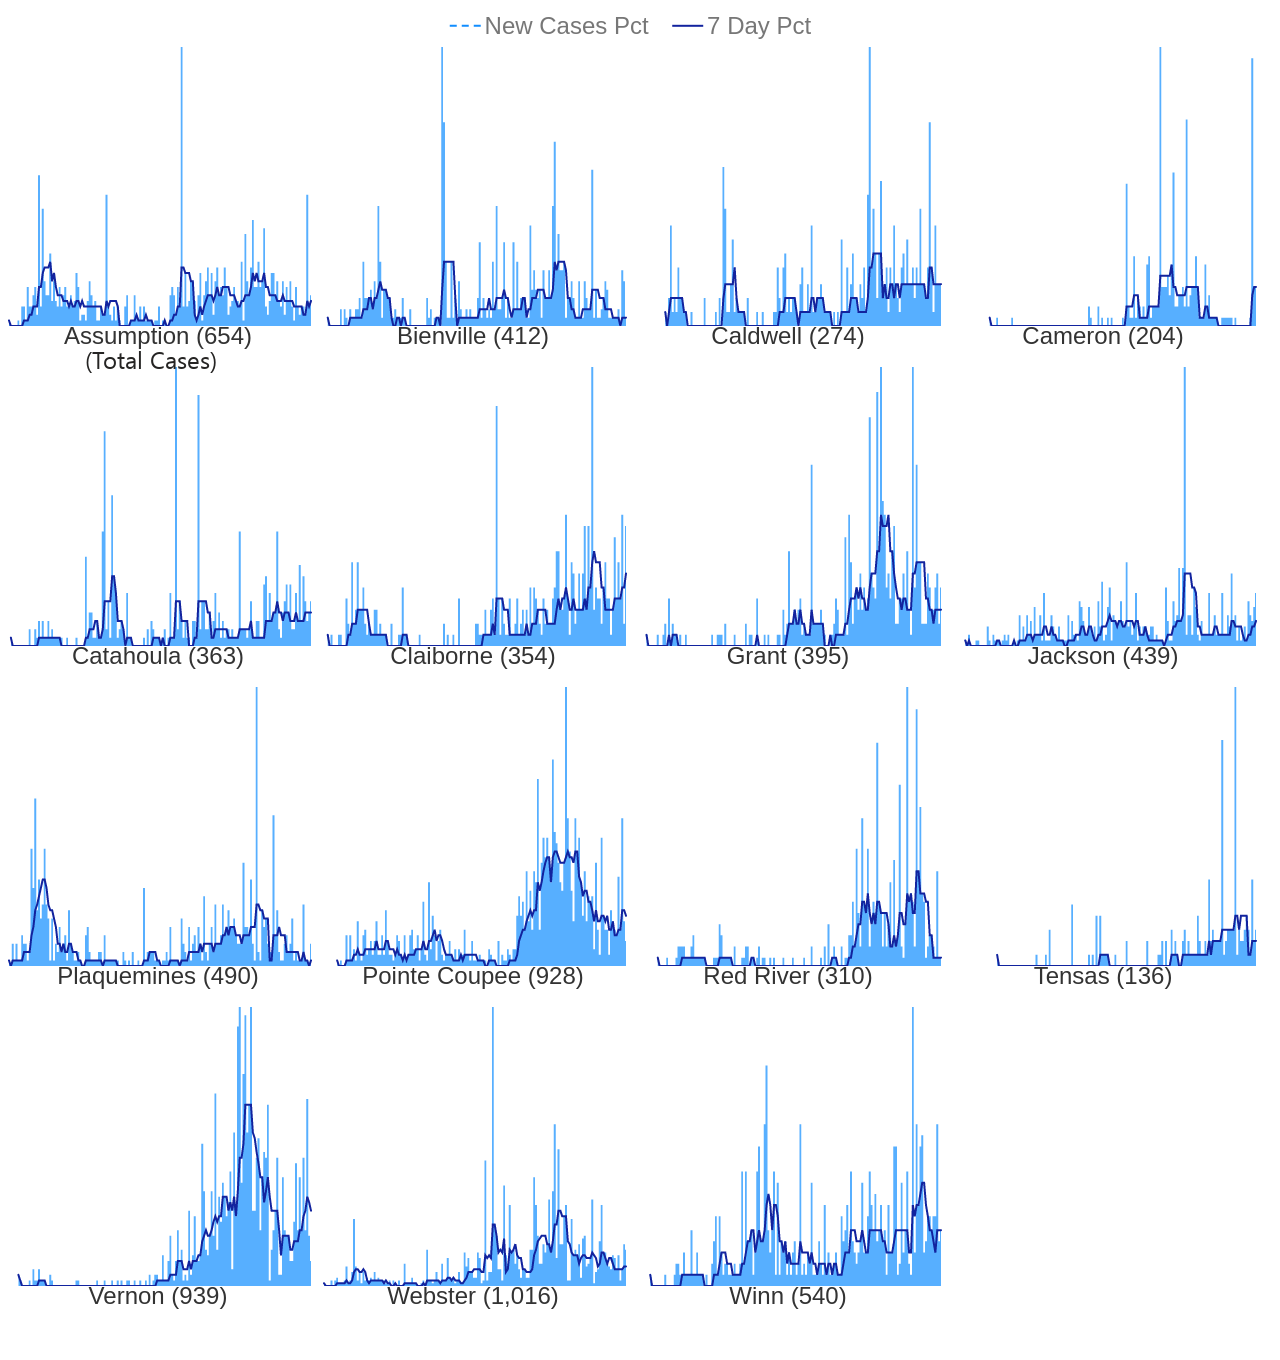 New Cases Pct 7 Day Pct
Assumption (654) Bienville (412) Caldwell (274) Cameron (204)
(Total Cases)
Catahoula (363) Claiborne (354) Grant (395) Jackson (439)
Plaquemines (490) Pointe Coupee (928) Red River (310) Tensas (136)
Vernon (939) Webster (1,016) Winn (540)